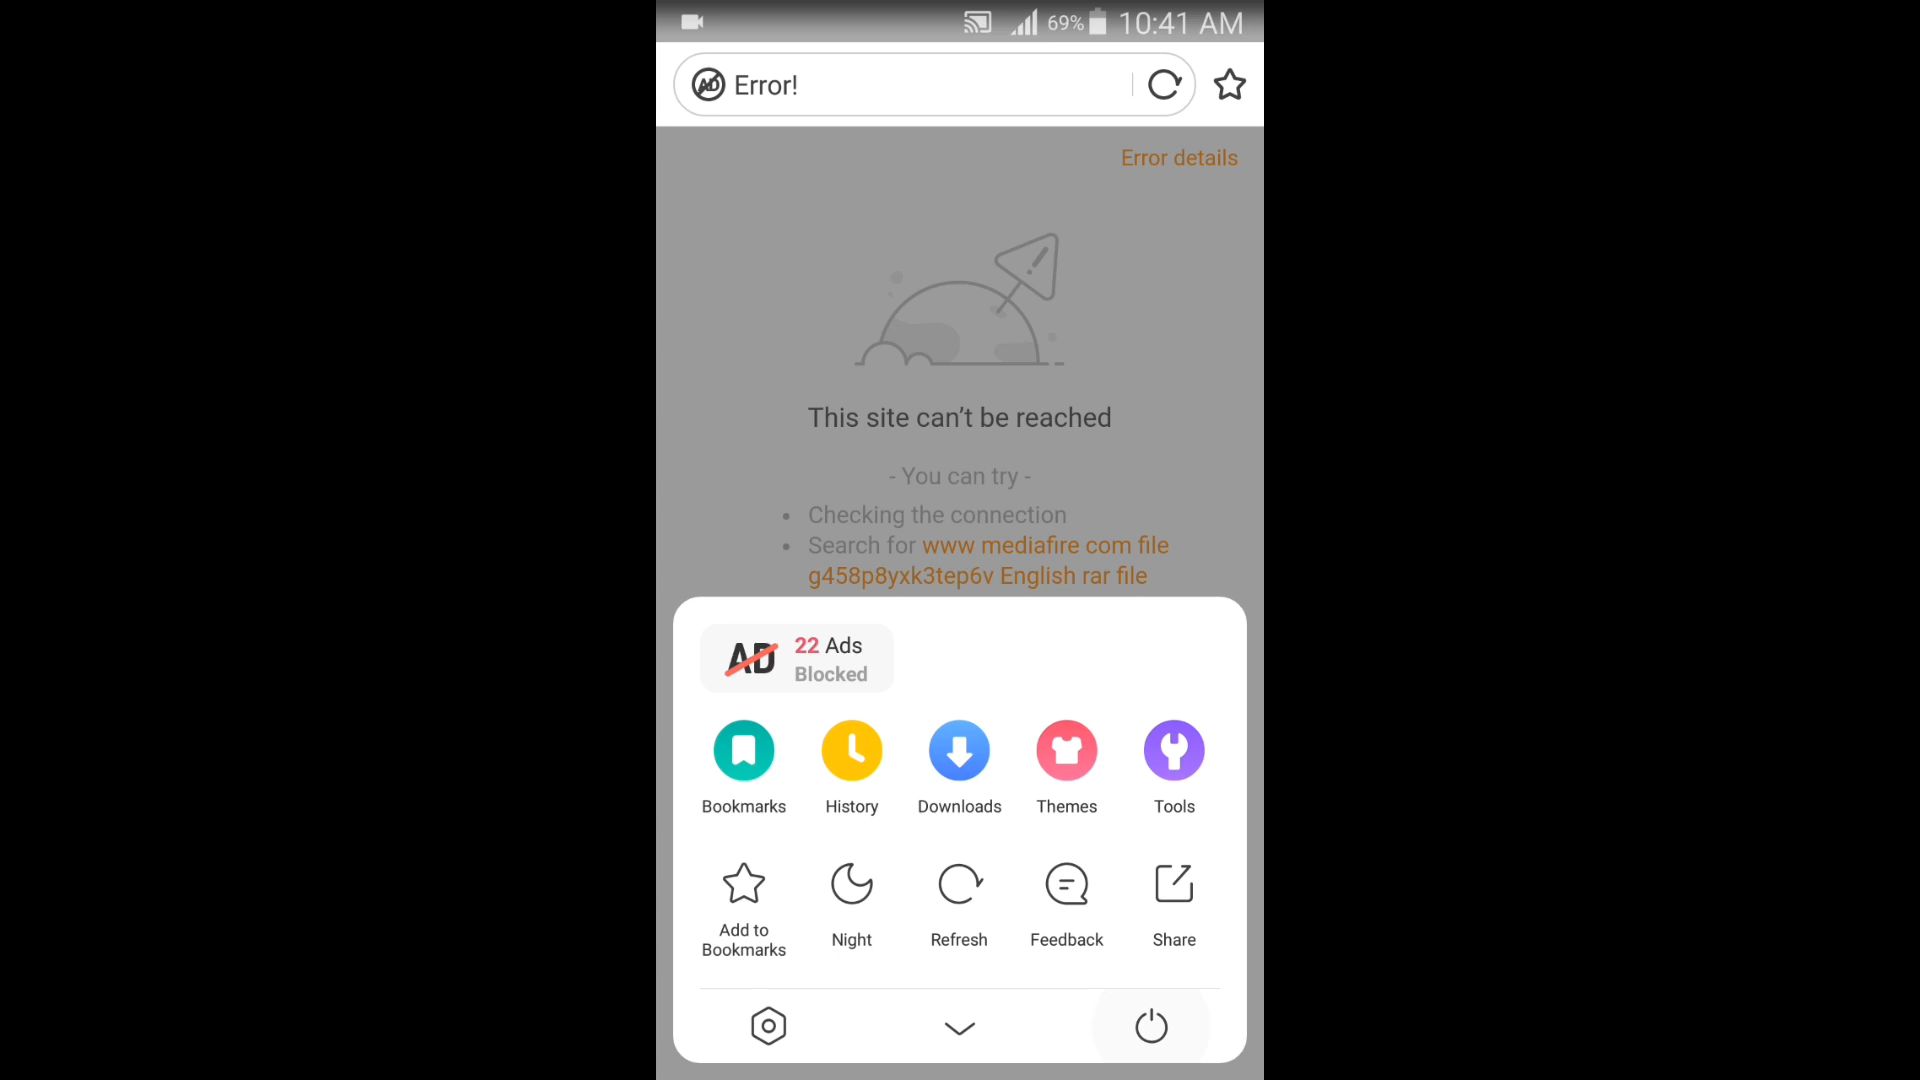 69% 10:41 AM
AD Error!
Error details
This site can’t be reached
- You can try -
• Checking the connection
• Search for www mediafire com file
g458p8yxk3tep6v English rar file
AD 22 Ads
Blocked
Bookmarks History Downloads Themes Tools
Add to
Bookmarks Night Refresh Feedback Share